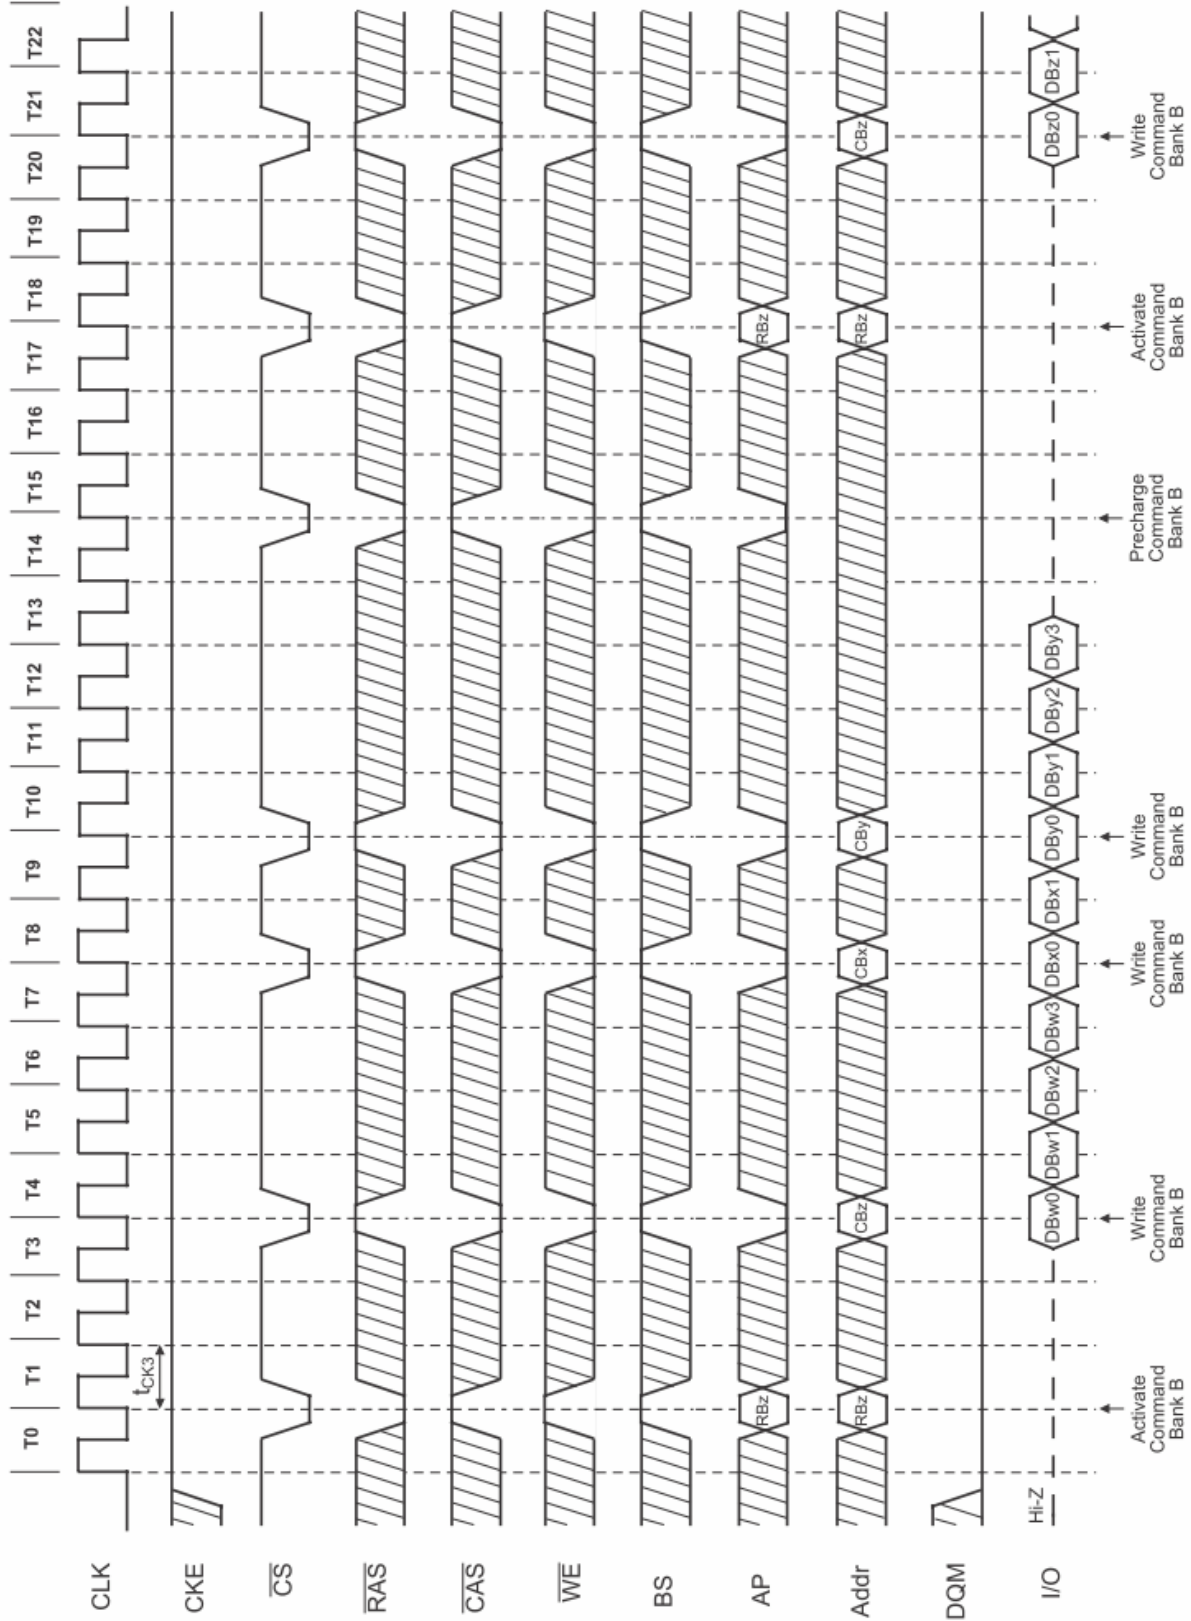 T0 T1 T2 T3 T4 T5 T6 T7 T8 T9 T10 T11 T12 T13 T14 T15 T16 T17 T18 T19 T20 T21 T22
CLK
tCK3
CKE
CS
RAS
CAS
WE
BS
AP RBz RBz
Addr RBz CBz CBx CBy RBz CBz
DQM
Hi-Z
I/O DBw0 DBw1 DBw2 DBw3 DBx0 DBx1 DBy0 DBy1 DBy2 DBy3 DBz0 DBz1
Activate
Command
Bank B
Write
Command
Bank B
Write
Command
Bank B
Write
Command
Bank B
Precharge
Command
Bank B
Activate
Command
Bank B
Write
Command
Bank B